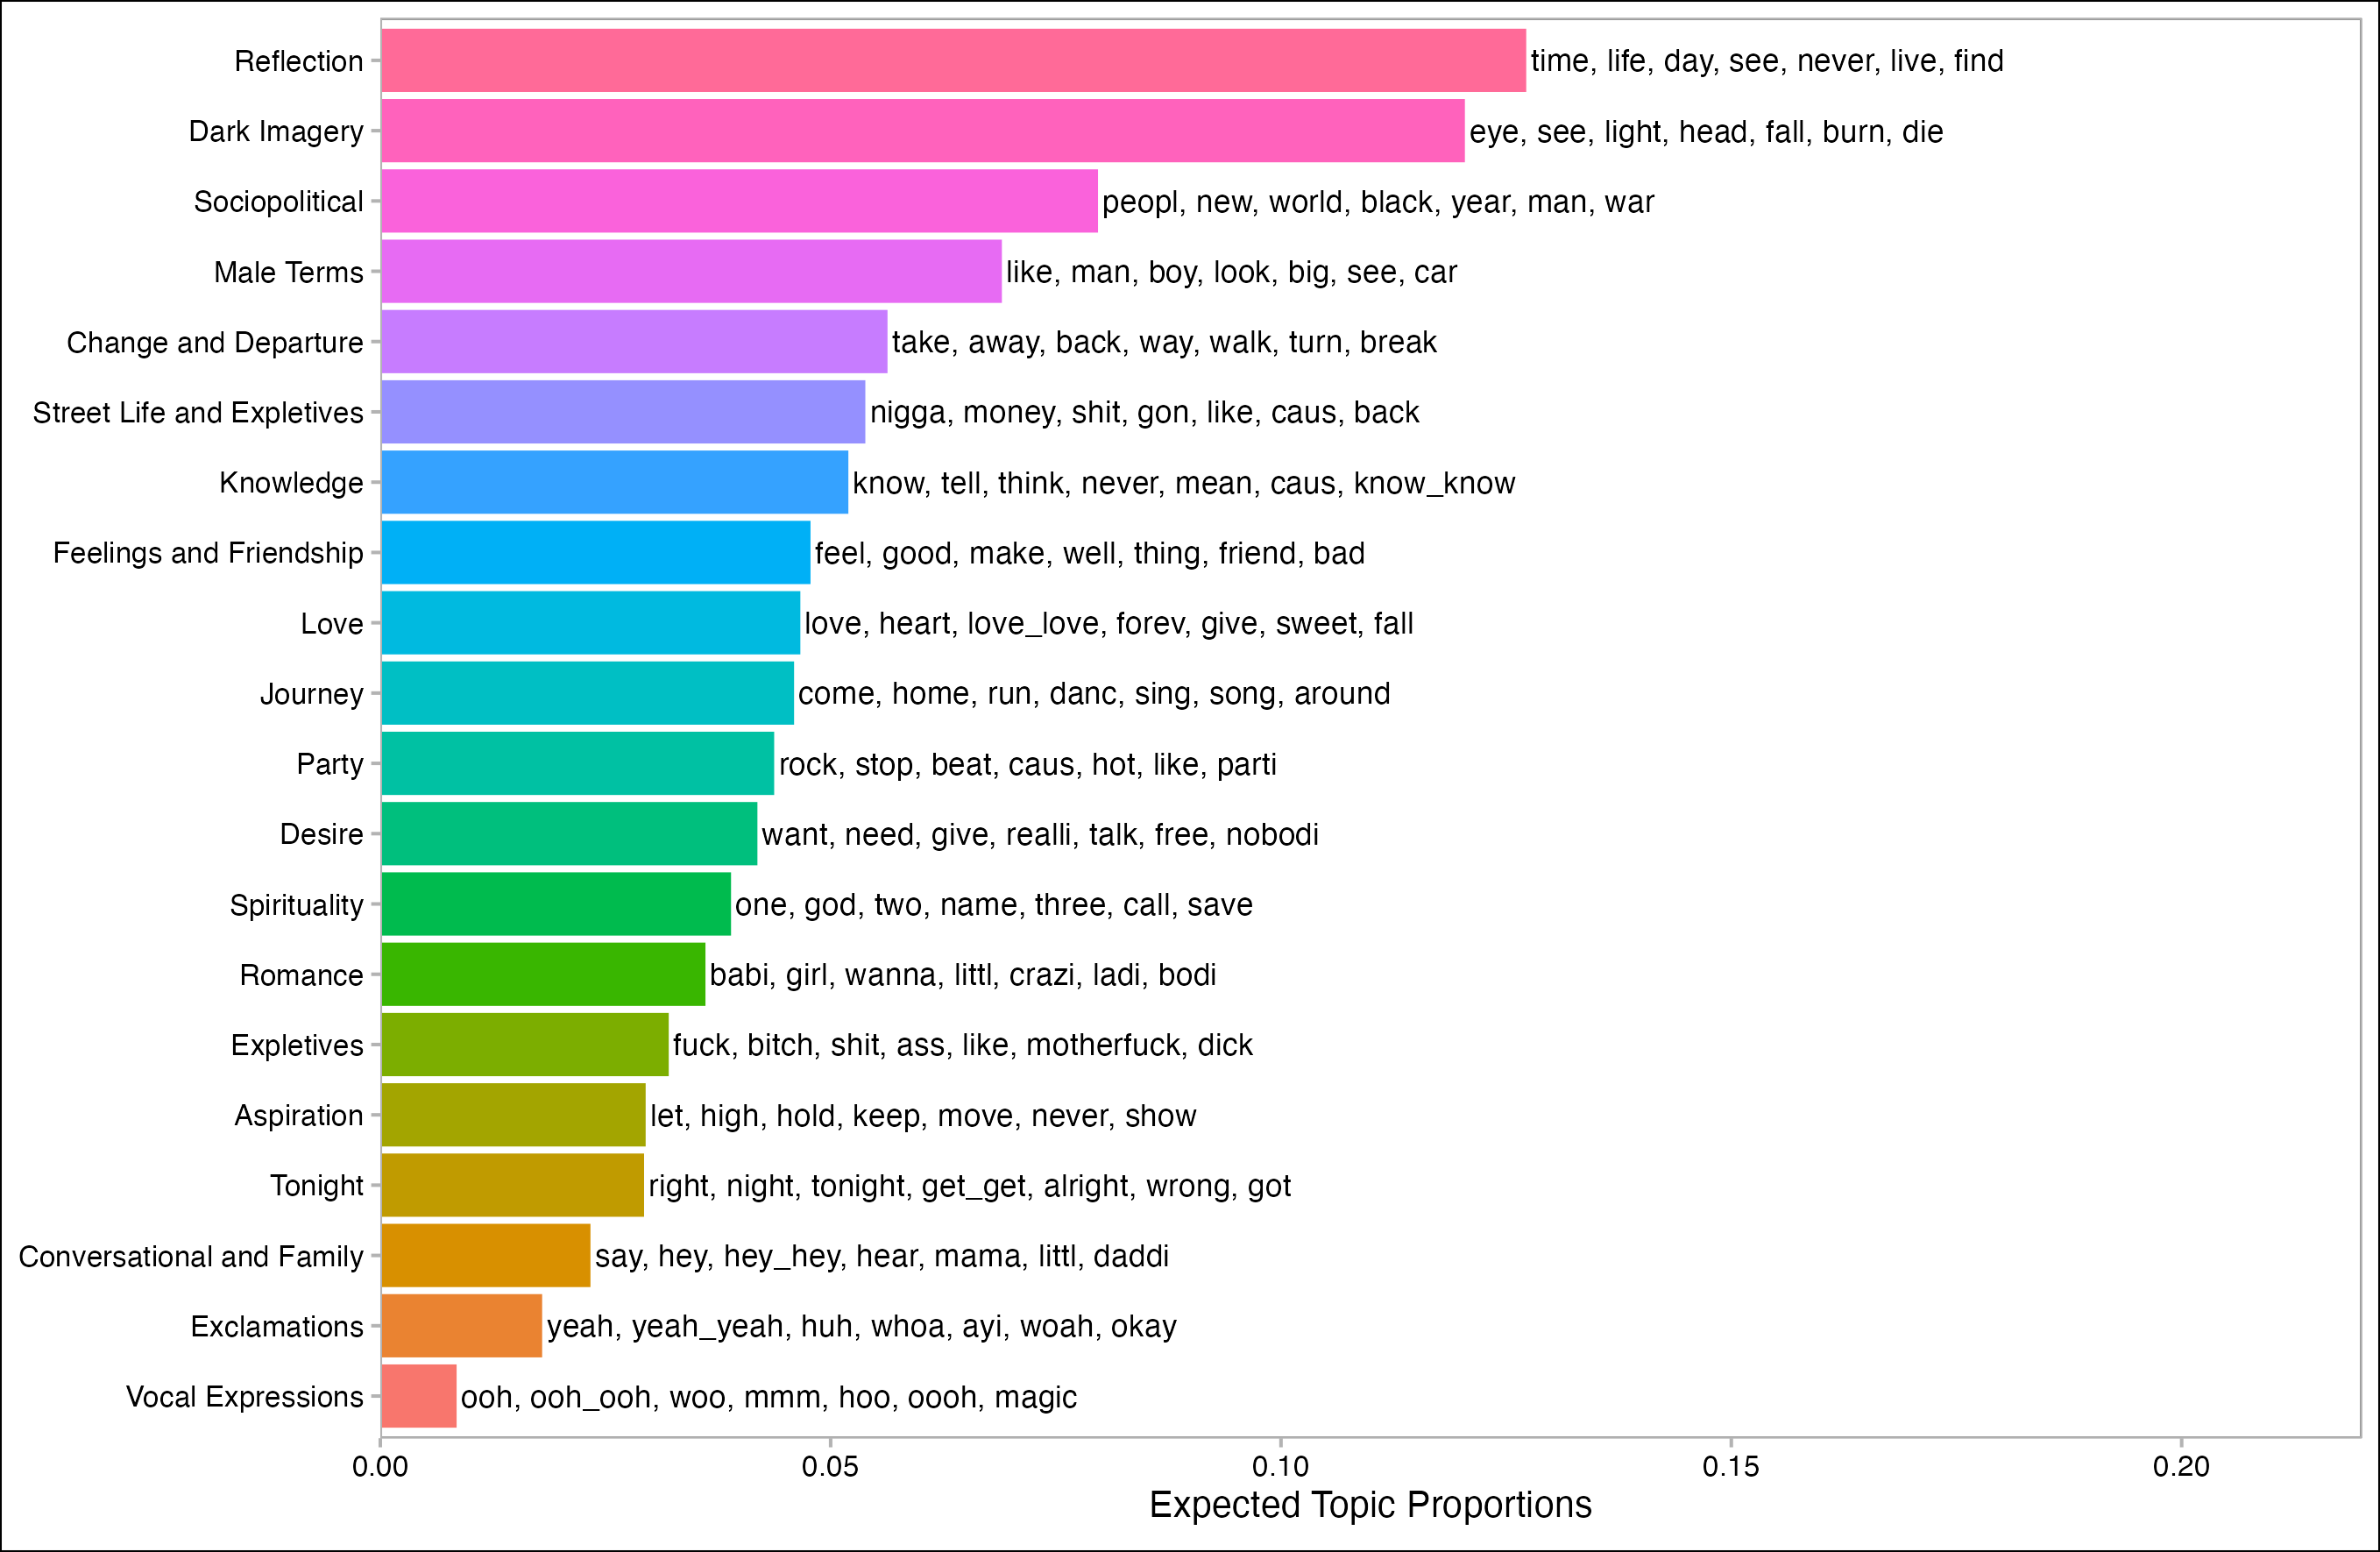 Reflection time, life, day, see, never, live, find
Dark Imagery eye, see, light, head, fall, burn, die
Sociopolitical peopl, new, world, black, year, man, war
Male Terms like, man, boy, look, big, see, car
Change and Departure take, away, back, way, walk, turn, break
Street Life and Expletives nigga, money, shit, gon, like, caus, back
Knowledge know, tell, think, never, mean, caus, know_know
Feelings and Friendship feel, good, make, well, thing, friend, bad
Love love, heart, love_love, forev, give, sweet, fall
Journey come, home, run, danc, sing, song, around
Party rock, stop, beat, caus, hot, like, parti
Desire want, need, give, realli, talk, free, nobodi
Spirituality one, god, two, name, three, call, save
Romance babi, girl, wanna, littl, crazi, ladi, bodi
Expletives fuck, bitch, shit, ass, like, motherfuck, dick
Aspiration let, high, hold, keep, move, never, show
Tonight right, night, tonight, get_get, alright, wrong, got
Conversational and Family say, hey, hey_hey, hear, mama, littl, daddi
Exclamations yeah, yeah_yeah, huh, whoa, ayi, woah, okay
Vocal Expressions ooh, ooh_ooh, woo, mmm, hoo, oooh, magic
0.00 0.05 0.10 0.15 0.20
Expected Topic Proportions